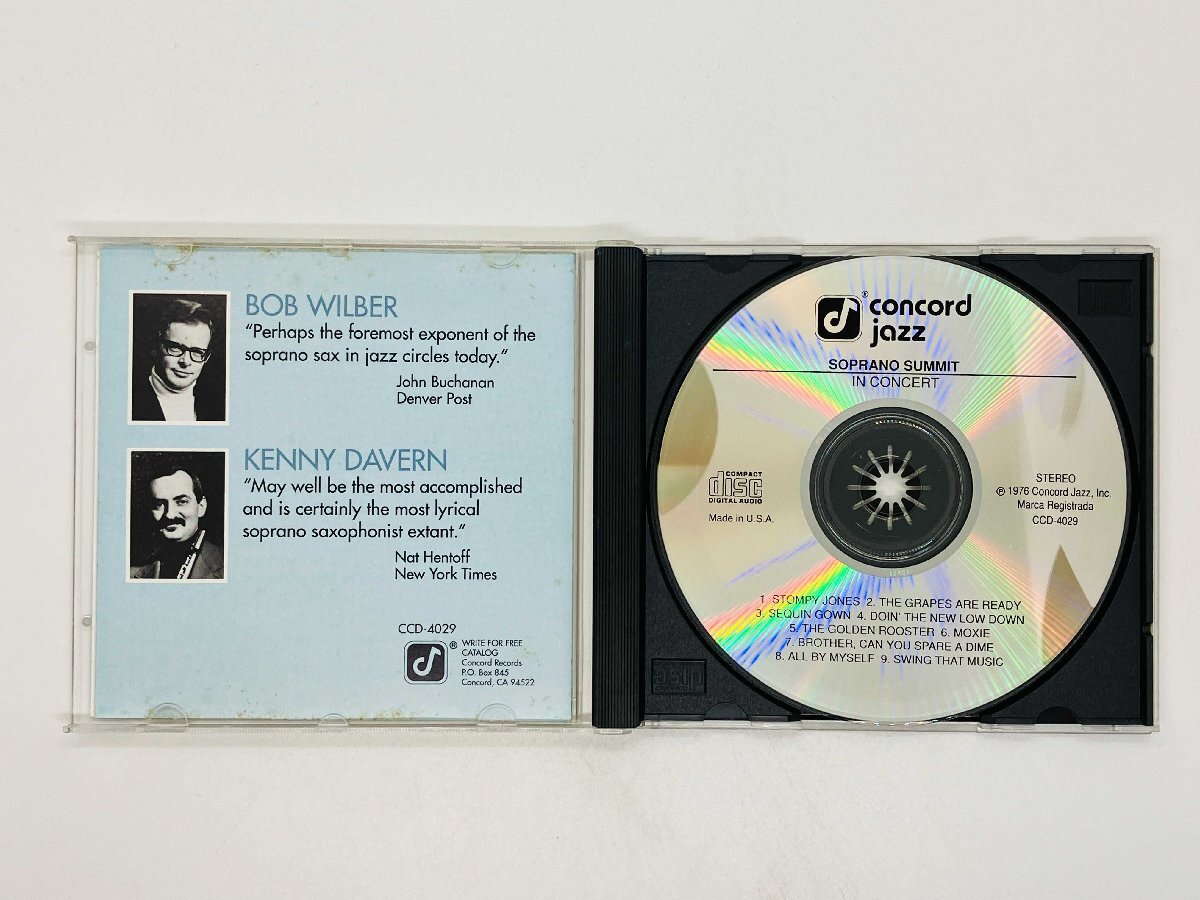 BOB WILBER
“Perhaps the foremost exponent of the
soprano sax in jazz circles today.”
John Buchanan
Denver Post
KENNY DAVERN
“May well be the most accomplished
and is certainly the most lyrical
soprano saxophonist extant.”
Nat Hentoff
New York Times
CCD-4029
® WRITE FOR FREE
CATALOG
Concord Records
P.O. Box 845
Concord, CA 94522
® concord
jazz
SOPRANO SUMMIT
IN CONCERT
COMPACT
disc
DIGITAL AUDIO
Made in U.S.A.
STEREO
℗ 1976 Concord Jazz, Inc.
Marca Registrada
CCD-4029
1. STOMPY JONES 2. THE GRAPES ARE READY
3. SEQUIN GOWN 4. DOIN' THE NEW LOW DOWN
5. THE GOLDEN ROOSTER 6. MOXIE
7. BROTHER, CAN YOU SPARE A DIME
8. ALL BY MYSELF 9. SWING THAT MUSIC